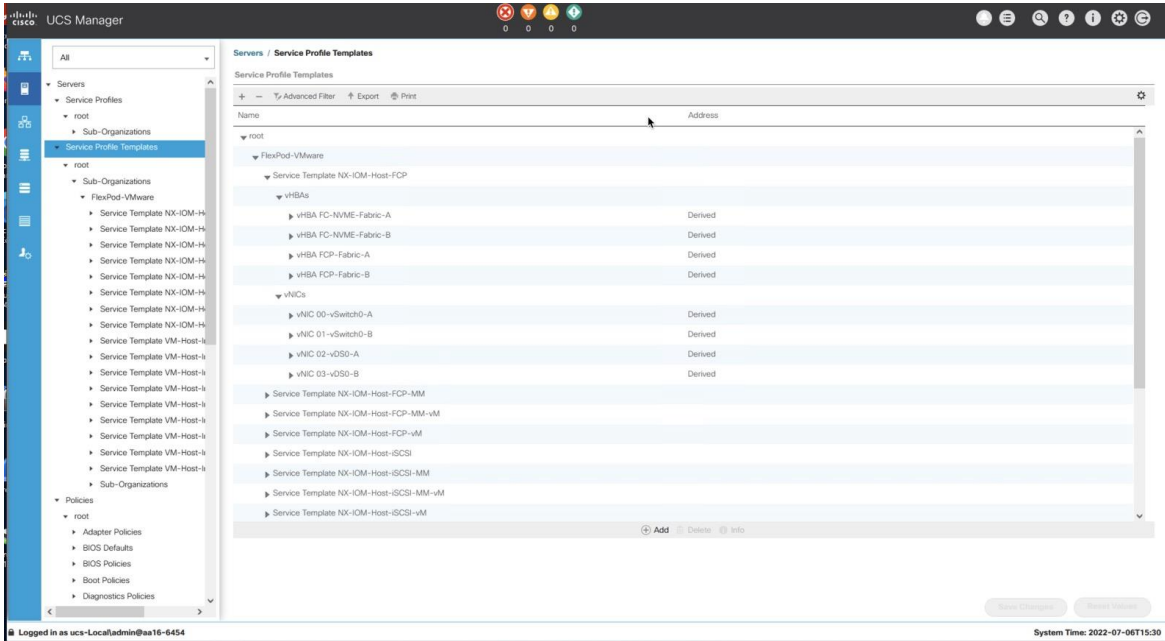 cisco UCS Manager
0 0 0 0
All
Servers
Service Profiles
root
Sub-Organizations
Service Profile Templates
root
Sub-Organizations
FlexPod-VMware
Service Template NX-IOM-H
Service Template NX-IOM-H
Service Template NX-IOM-H
Service Template NX-IOM-H
Service Template NX-IOM-H
Service Template NX-IOM-H
Service Template NX-IOM-H
Service Template NX-IOM-H
Service Template VM-Host-I
Service Template VM-Host-I
Service Template VM-Host-I
Service Template VM-Host-I
Service Template VM-Host-I
Service Template VM-Host-I
Service Template VM-Host-I
Service Template VM-Host-I
Service Template VM-Host-I
Sub-Organizations
Policies
root
Adapter Policies
BIOS Defaults
BIOS Policies
Boot Policies
Diagnostics Policies
Servers / Service Profile Templates
Service Profile Templates
+ − Advanced Filter Export Print
Name Address
root
FlexPod-VMware
Service Template NX-IOM-Host-FCP
vHBAs
vHBA FC-NVME-Fabric-A Derived
vHBA FC-NVME-Fabric-B Derived
vHBA FCP-Fabric-A Derived
vHBA FCP-Fabric-B Derived
vNICs
vNIC 00-vSwitch0-A Derived
vNIC 01-vSwitch0-B Derived
vNIC 02-vDS0-A Derived
vNIC 03-vDS0-B Derived
Service Template NX-IOM-Host-FCP-MM
Service Template NX-IOM-Host-FCP-MM-vM
Service Template NX-IOM-Host-FCP-vM
Service Template NX-IOM-Host-iSCSI
Service Template NX-IOM-Host-iSCSI-MM
Service Template NX-IOM-Host-iSCSI-MM-vM
Service Template NX-IOM-Host-iSCSI-vM
Add Delete Info
Save Changes Reset Values
Logged in as ucs-Local\admin@aa16-6454
System Time: 2022-07-06T15:30